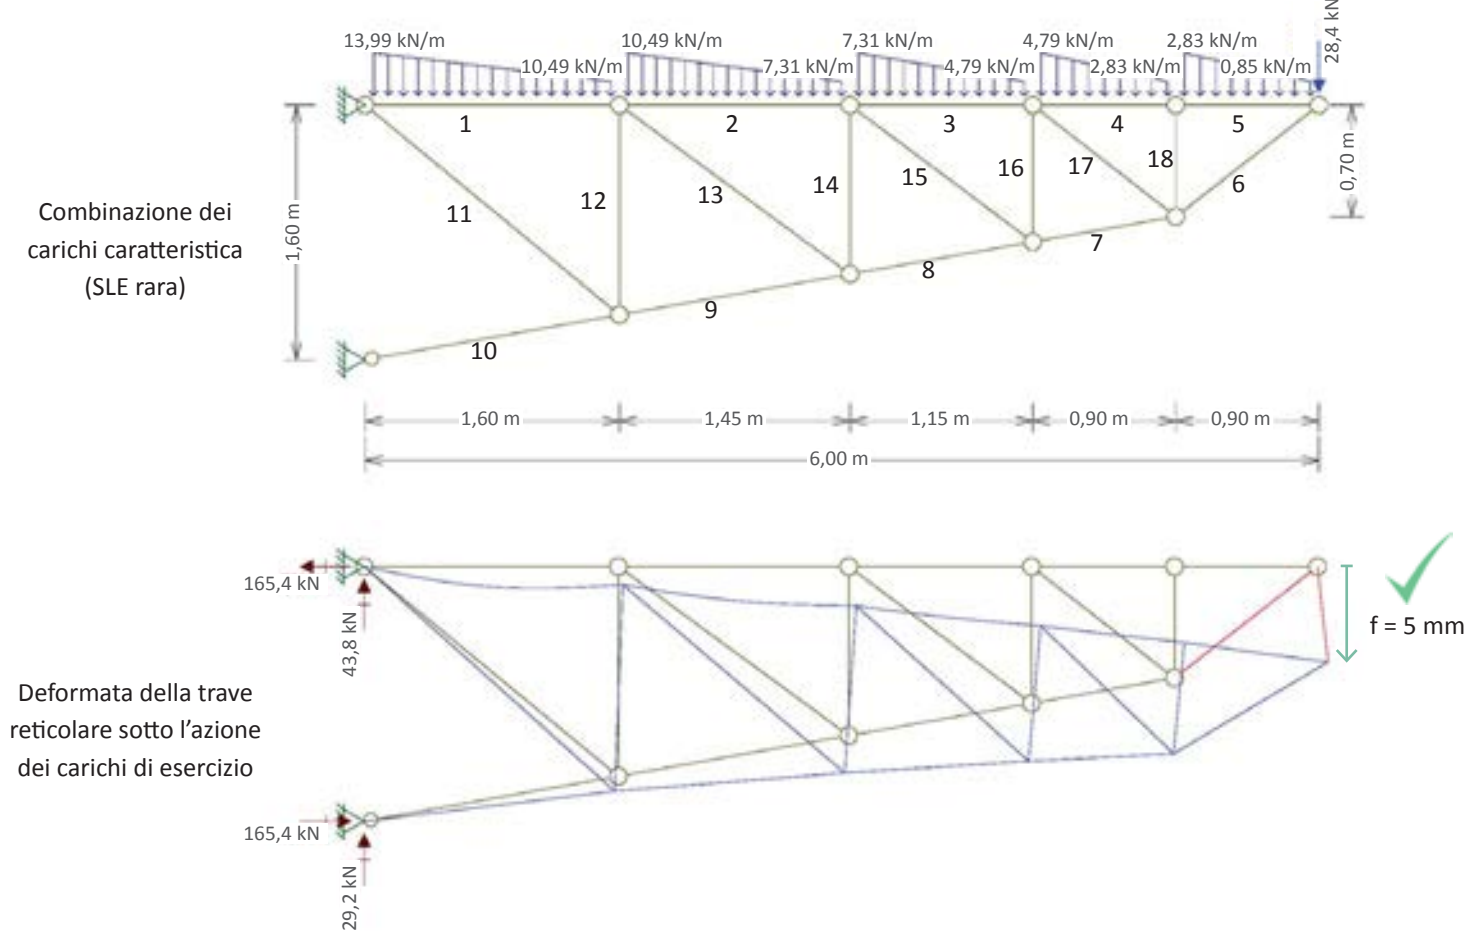 28,4 kN
13,99 kN/m
10,49 kN/m
7,31 kN/m
4,79 kN/m
2,83 kN/m
10,49 kN/m
7,31 kN/m
4,79 kN/m
2,83 kN/m
0,85 kN/m
1
2
3
4
5
6
7
8
9
10
11
12
13
14
15
16
17
18
0,70 m
1,60 m
Combinazione dei
carichi caratteristica
(SLE rara)
1,60 m
1,45 m
1,15 m
0,90 m
0,90 m
6,00 m
165,4 kN
43,8 kN
f = 5 mm
Deformata della trave
reticolare sotto l’azione
dei carichi di esercizio
165,4 kN
29,2 kN